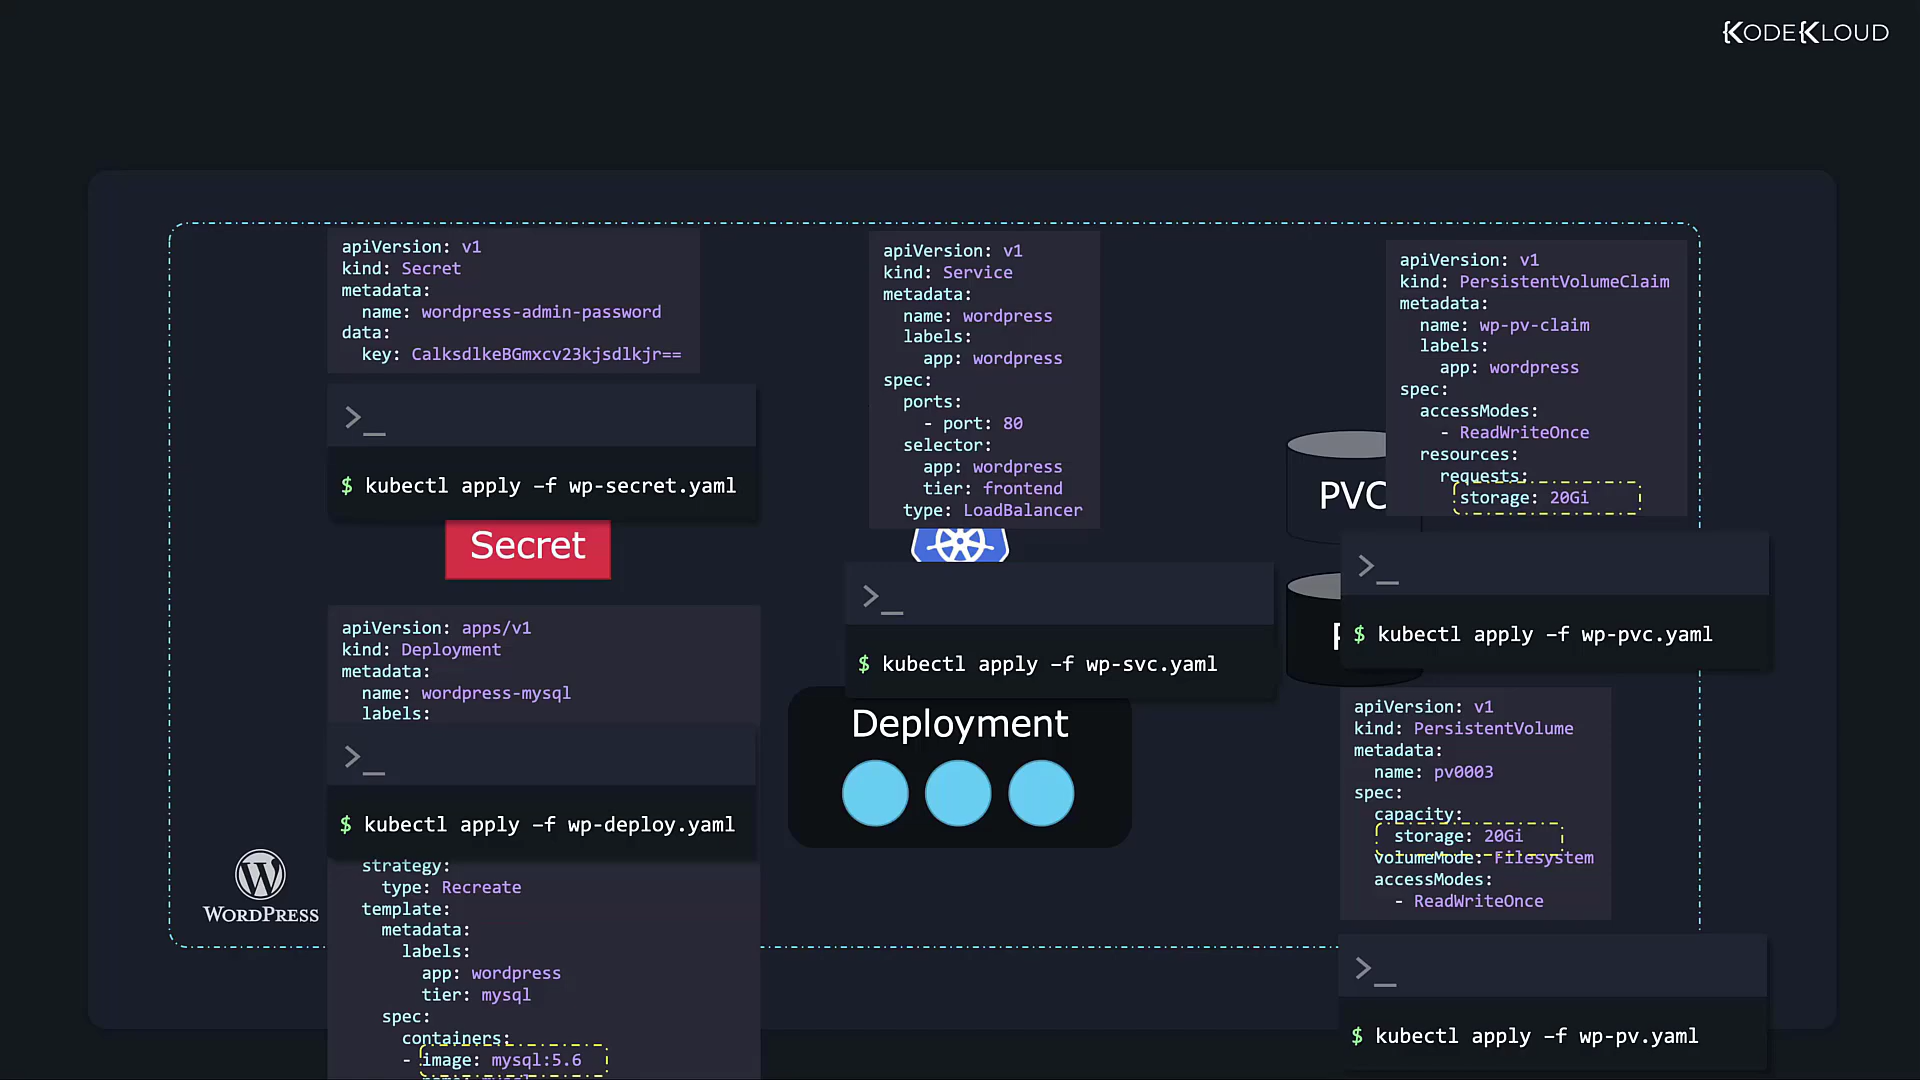 KODEKLOUD
apiVersion: v1
kind: Secret
metadata:
  name: wordpress-admin-password
data:
  key: CalksdlkeBGmxcv23kjsdlkjr==
>_
$ kubectl apply –f wp-secret.yaml
Secret
apiVersion: apps/v1
kind: Deployment
metadata:
  name: wordpress-mysql
  labels:
>_
$ kubectl apply –f wp-deploy.yaml
  strategy:
    type: Recreate
  template:
    metadata:
      labels:
        app: wordpress
        tier: mysql
    spec:
      containers:
      - image: mysql:5.6
WORDPRESS
apiVersion: v1
kind: Service
metadata:
  name: wordpress
  labels:
    app: wordpress
spec:
  ports:
    - port: 80
  selector:
    app: wordpress
    tier: frontend
  type: LoadBalancer
>_
$ kubectl apply –f wp-svc.yaml
Deployment
apiVersion: v1
kind: PersistentVolumeClaim
metadata:
  name: wp-pv-claim
  labels:
    app: wordpress
spec:
  accessModes:
    - ReadWriteOnce
  resources:
    requests:
      storage: 20Gi
PVC
>_
$ kubectl apply –f wp-pvc.yaml
apiVersion: v1
kind: PersistentVolume
metadata:
  name: pv0003
spec:
  capacity:
    storage: 20Gi
  volumeMode: Filesystem
  accessModes:
    - ReadWriteOnce
>_
$ kubectl apply –f wp-pv.yaml